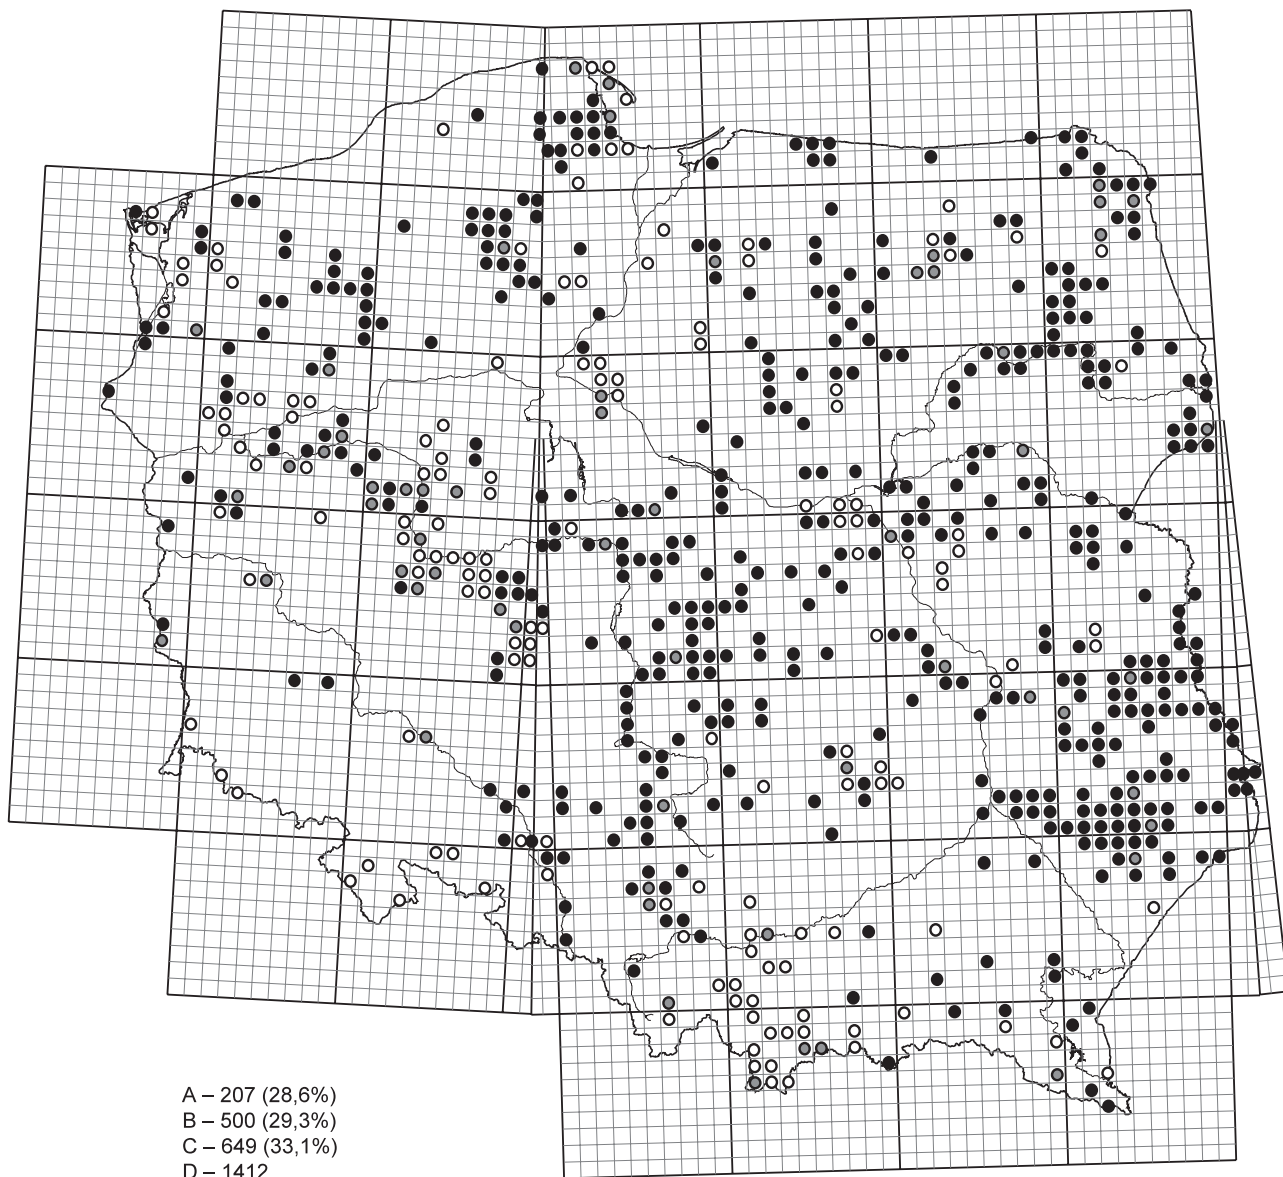 A – 207 (28,6%)
B – 500 (29,3%)
C – 649 (33,1%)
D – 1412